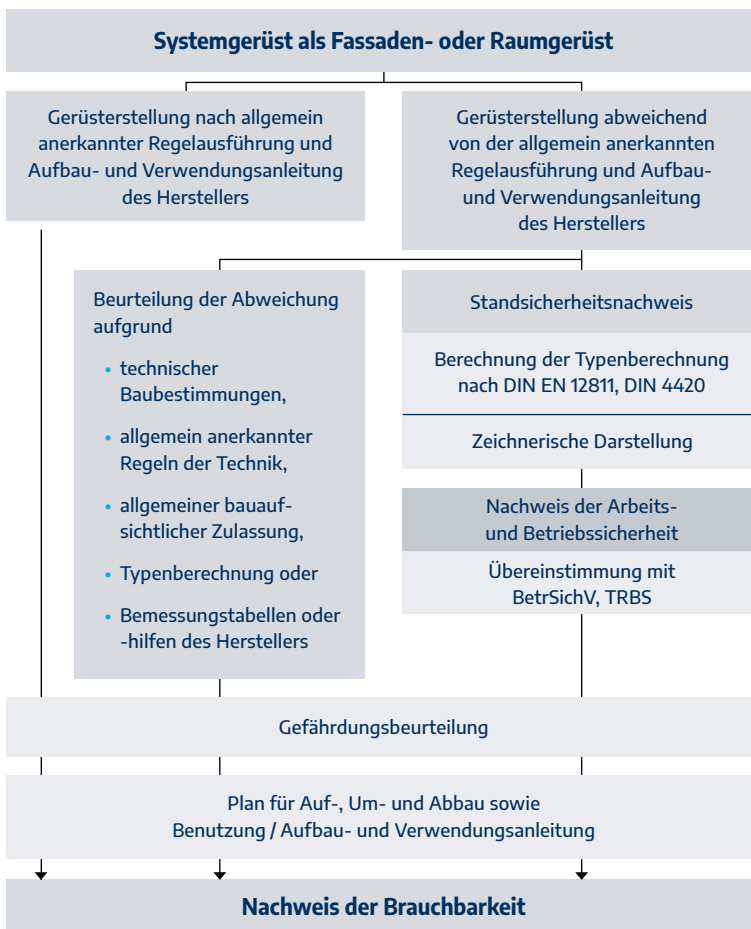 Systemgerüst als Fassaden- oder Raumgerüst
Gerüsterstellung nach allgemein
anerkannter Regelausführung und
Aufbau- und Verwendungsanleitung
des Herstellers
Gerüsterstellung abweichend
von der allgemein anerkannten
Regelausführung und Aufbau-
und Verwendungsanleitung
des Herstellers
Beurteilung der Abweichung
aufgrund
• technischer
Baubestimmungen,
• allgemein anerkannter
Regeln der Technik,
• allgemeiner bauauf-
sichtlicher Zulassung,
• Typenberechnung oder
• Bemessungstabellen oder
-hilfen des Herstellers
Standsicherheitsnachweis
Berechnung der Typenberechnung
nach DIN EN 12811, DIN 4420
Zeichnerische Darstellung
Nachweis der Arbeits-
und Betriebssicherheit
Übereinstimmung mit
BetrSichV, TRBS
Gefährdungsbeurteilung
Plan für Auf-, Um- und Abbau sowie
Benutzung / Aufbau- und Verwendungsanleitung
Nachweis der Brauchbarkeit